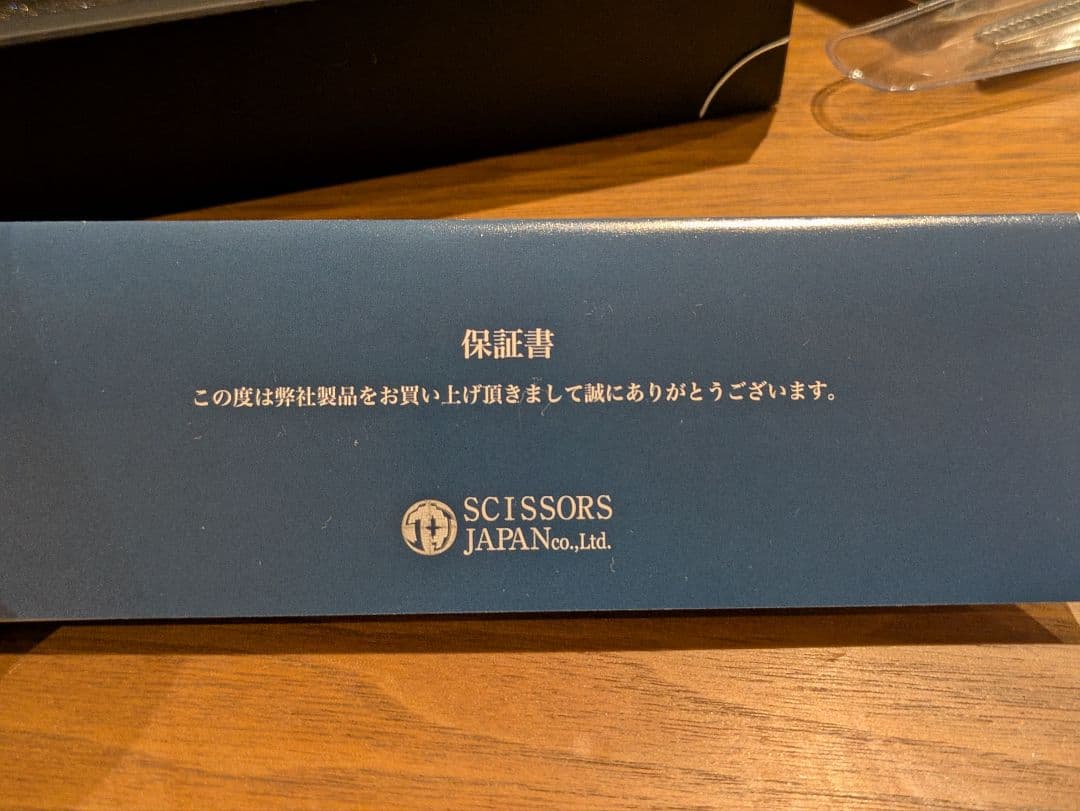 保証書
この度は弊社製品をお買い上げ頂きまして誠にありがとうございます。
SCISSORS
JAPANco.,Ltd.